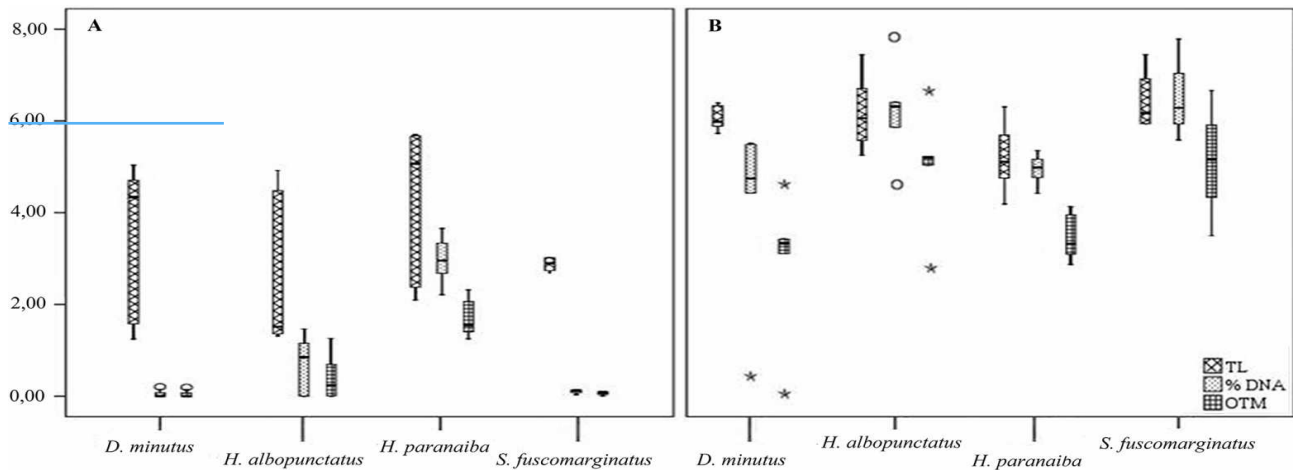 A
B
8,00
6,00
4,00
2,00
0,00
TL
% DNA
OTM
D. minutus
H. albopunctatus
H. paranaiba
S. fuscomarginatus
D. minutus
H. albopunctatus
H. paranaiba
S. fuscomarginatus